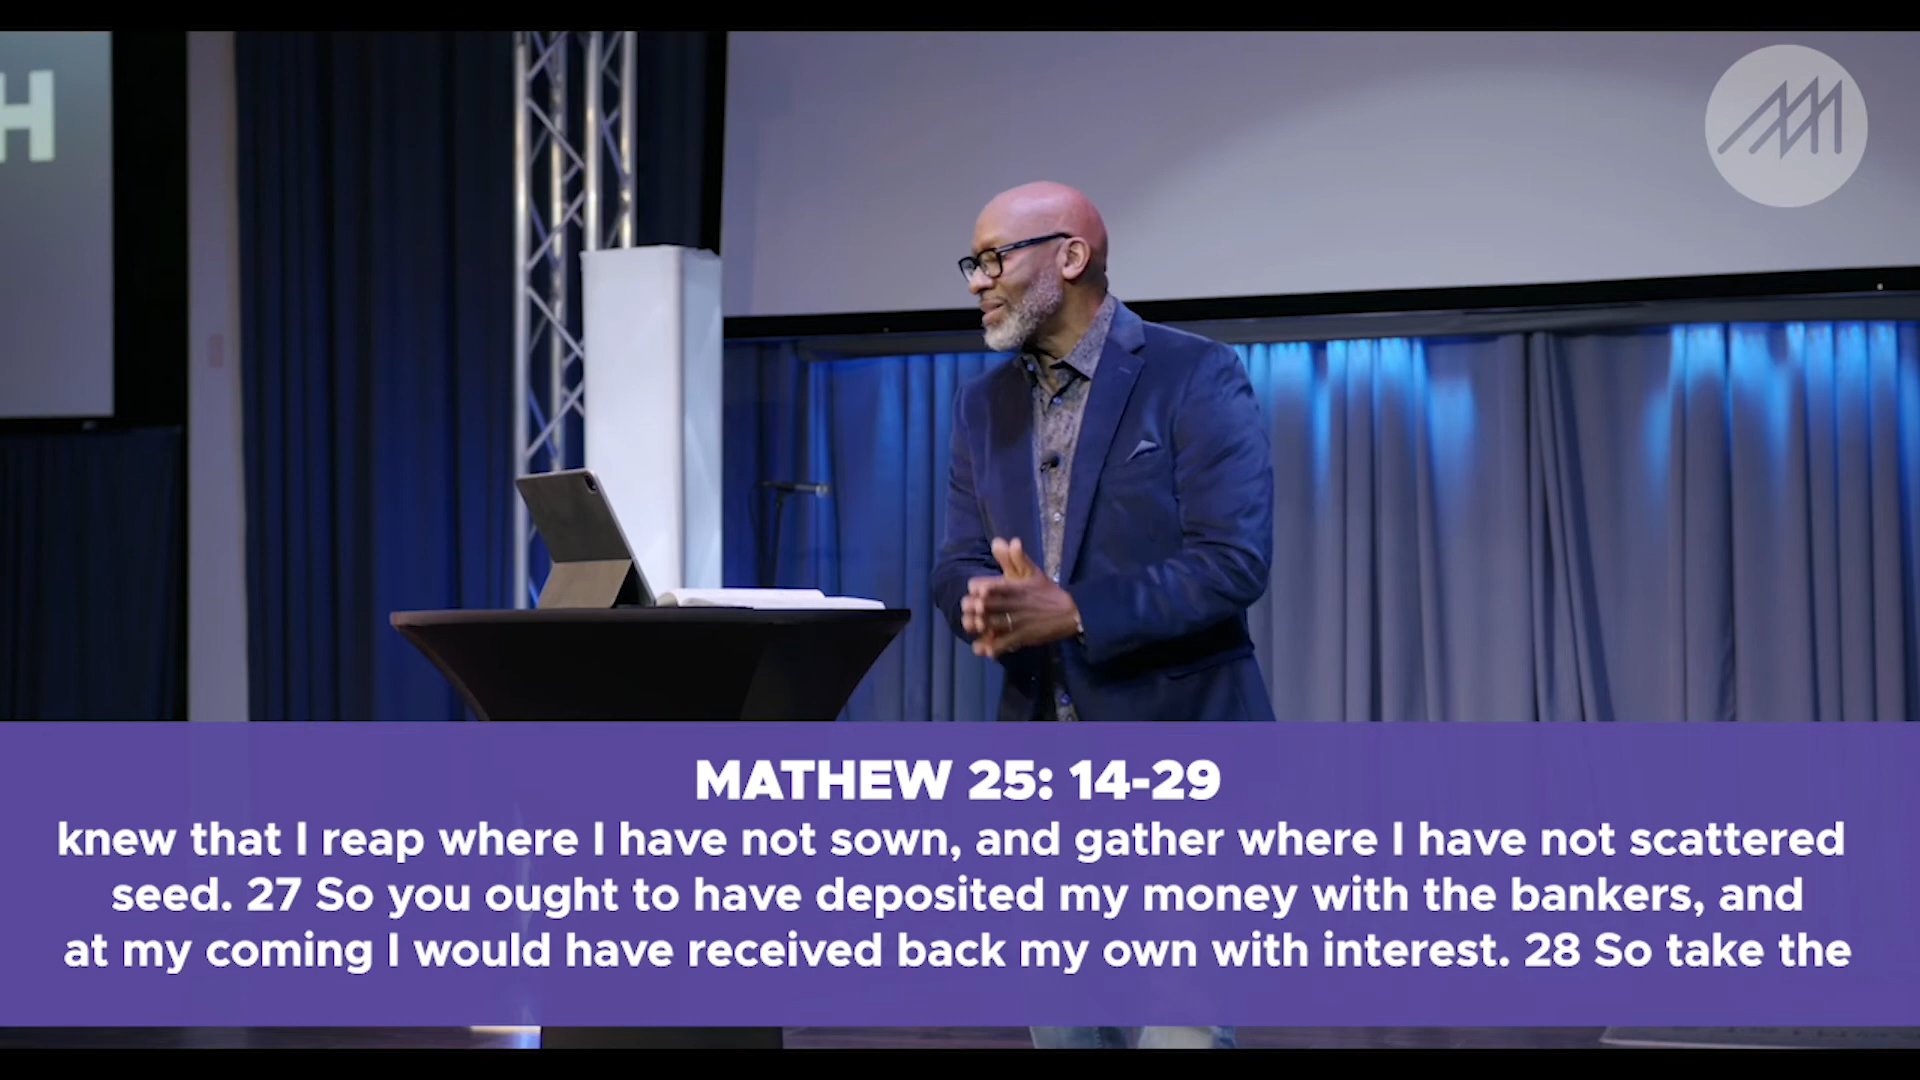 H
MATHEW 25: 14-29
knew that I reap where I have not sown, and gather where I have not scattered
seed. 27 So you ought to have deposited my money with the bankers, and
at my coming I would have received back my own with interest. 28 So take the